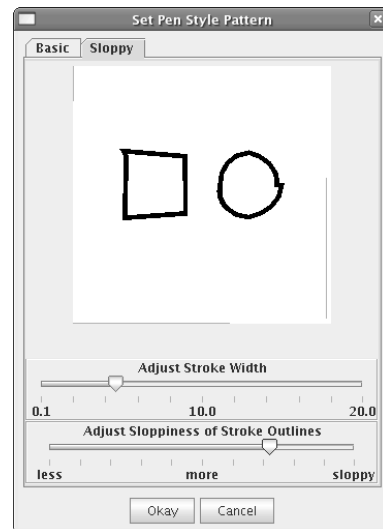 Set Pen Style Pattern
Basic Sloppy
Adjust Stroke Width
0.1 10.0 20.0
Adjust Sloppiness of Stroke Outlines
less more sloppy
Okay Cancel